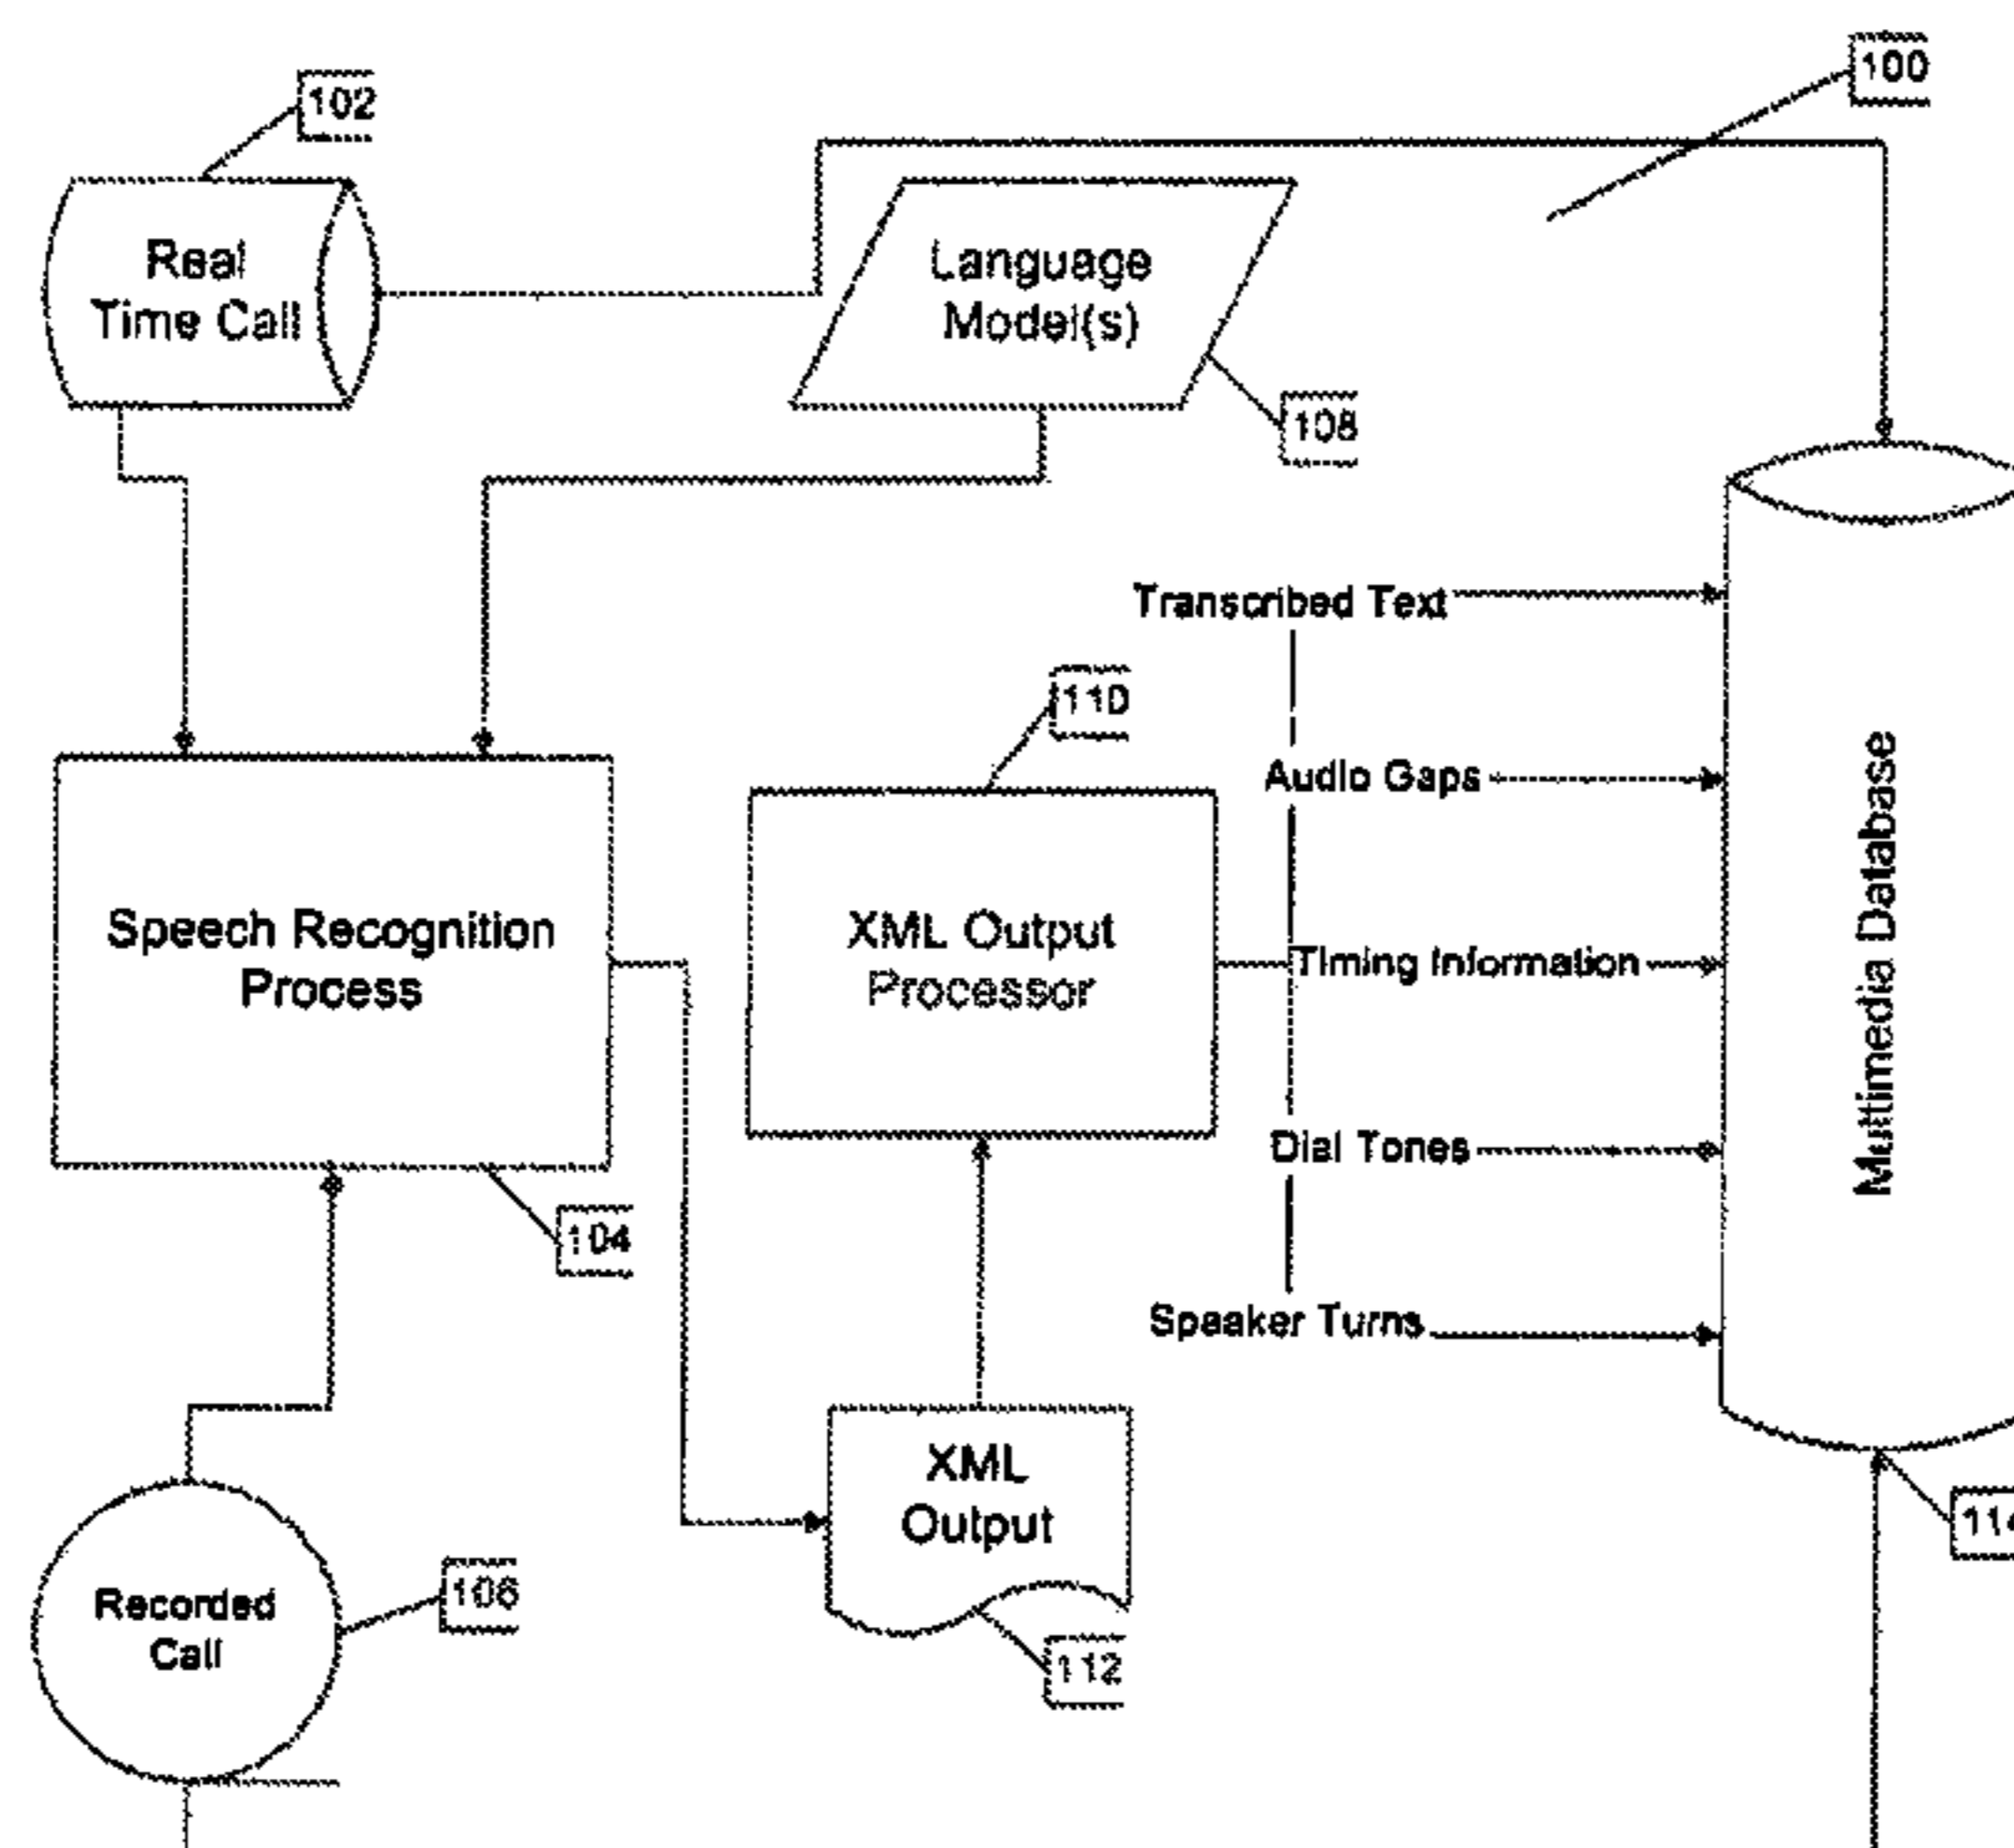 102
100
Real
Time Call
Language
Model(s)
108
Transcribed Text
110
Audio Gaps
Multimedia Database
Speech Recognition
Process
XML Output
Processor
Timing Information
Dial Tones
104
Speaker Turns
XML
Output
Recorded
Call
106
112